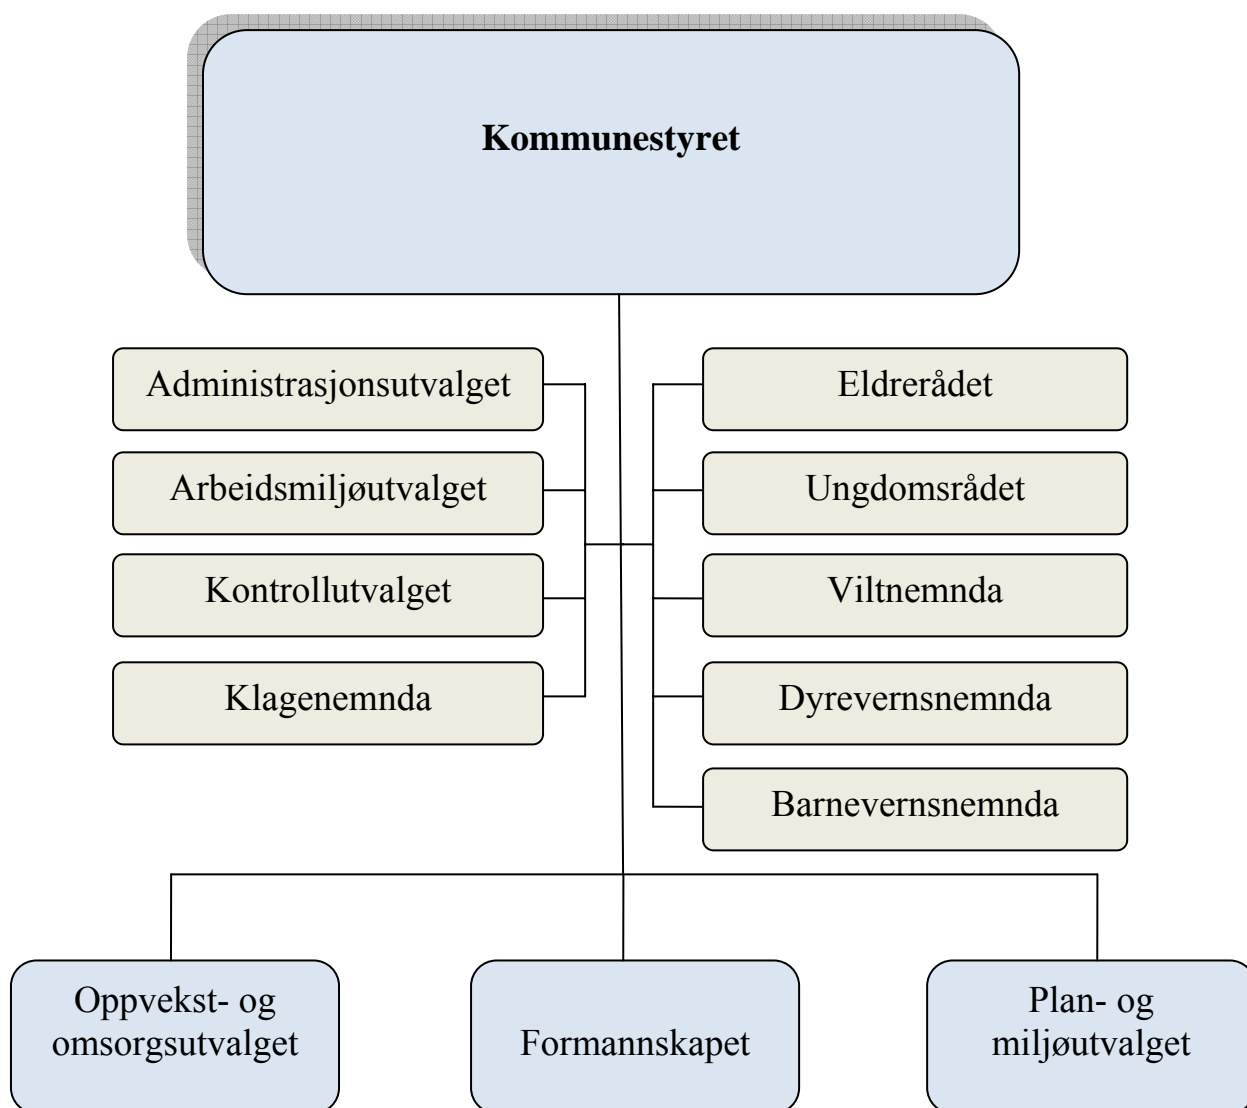 Kommunestyret
Administrasjonsutvalget
Eldrerådet
Arbeidsmiljøutvalget
Ungdomsrådet
Kontrollutvalget
Viltnemnda
Klagenemnda
Dyrevernsnemnda
Barnevernsnemnda
Oppvekst- og
omsorgsutvalget
Formannskapet
Plan- og
miljøutvalget